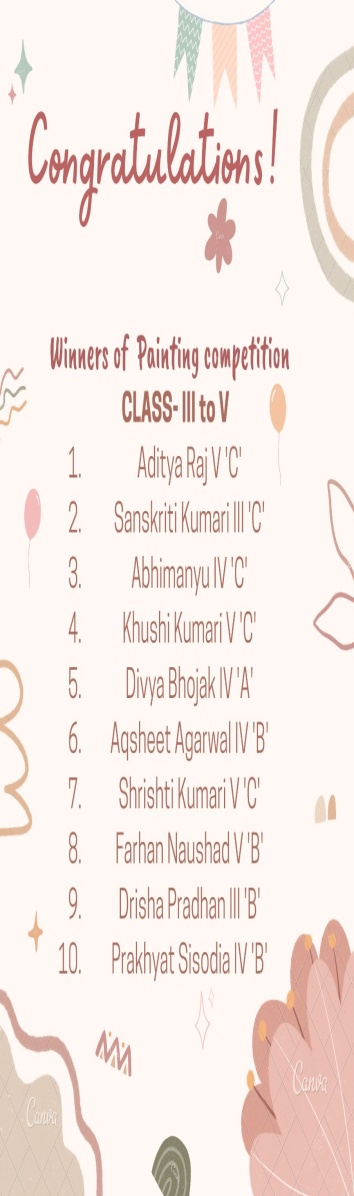 Congratulations!
Winners of Painting competition
CLASS- III to V
1. Aditya Raj V 'C'
2. Sanskriti Kumari III 'C'
3. Abhimanyu IV 'C'
4. Khushi Kumari V 'C'
5. Divya Bhojak IV 'A'
6. Aqsheet Agarwal IV 'B'
7. Shrishti Kumari V 'C'
8. Farhan Naushad V 'B'
9. Drisha Pradhan III 'B'
10. Prakhyat Sisodia IV 'B'
Canva
Canva